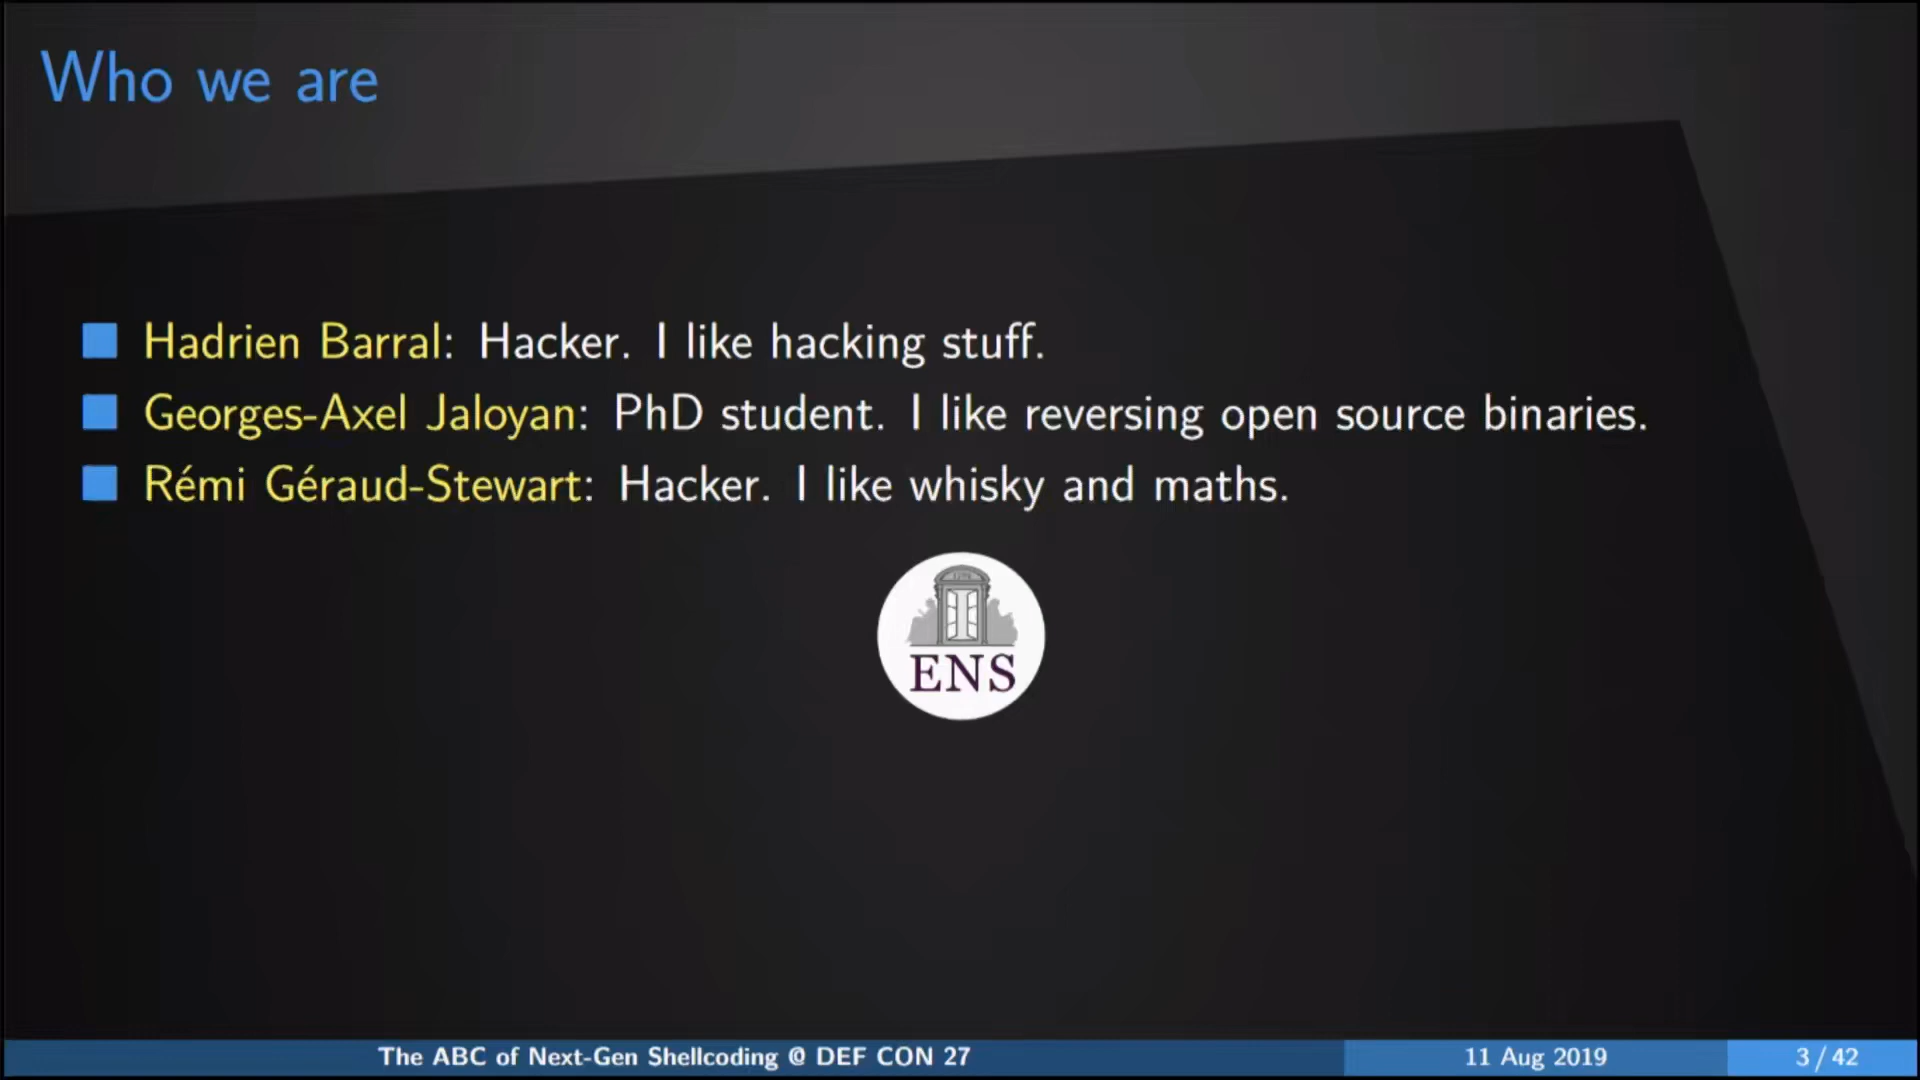 Who we are
Hadrien Barral: Hacker. I like hacking stuff.
Georges-Axel Jaloyan: PhD student. I like reversing open source binaries.
Rémi Géraud-Stewart: Hacker. I like whisky and maths.
ENS
The ABC of Next-Gen Shellcoding @ DEF CON 27
11 Aug 2019
3 / 42